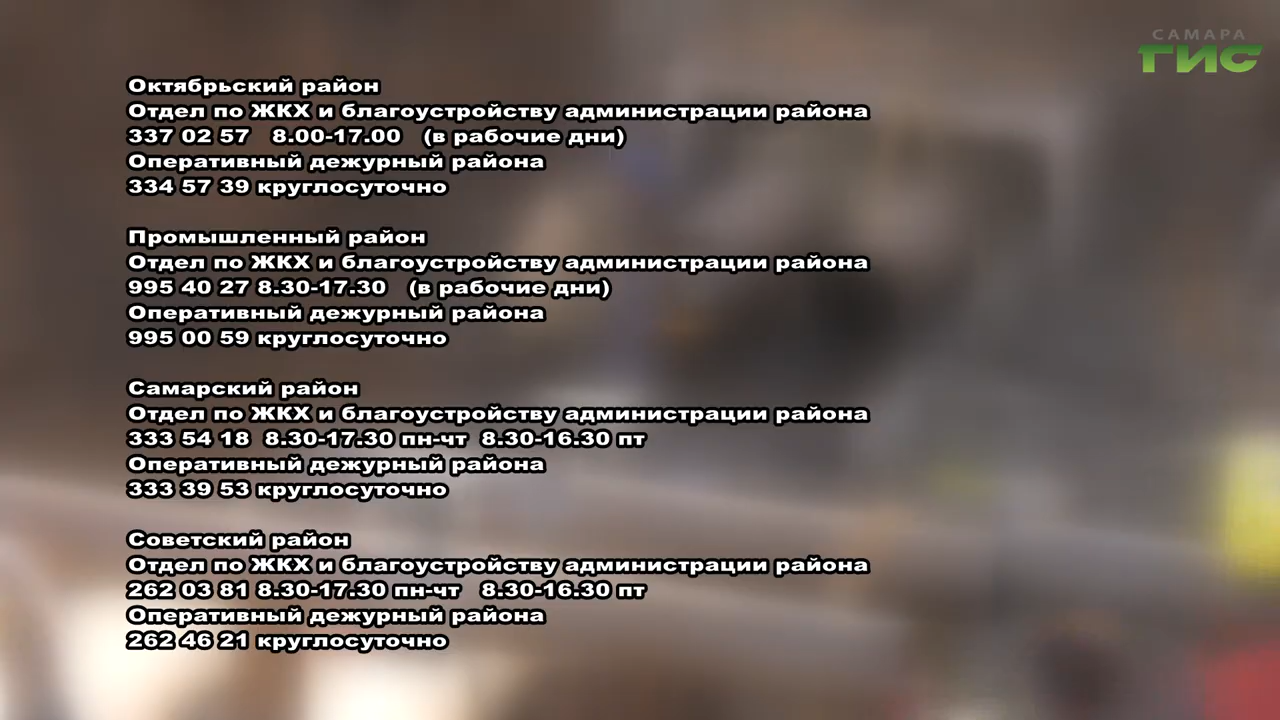 САМАРА
ГИС
Октябрьский район
Отдел по ЖКХ и благоустройству администрации района
337 02 57   8.00-17.00   (в рабочие дни)
Оперативный дежурный района
334 57 39 круглосуточно
Промышленный район
Отдел по ЖКХ и благоустройству администрации района
995 40 27 8.30-17.30   (в рабочие дни)
Оперативный дежурный района
995 00 59 круглосуточно
Самарский район
Отдел по ЖКХ и благоустройству администрации района
333 54 18  8.30-17.30 пн-чт  8.30-16.30 пт
Оперативный дежурный района
333 39 53 круглосуточно
Советский район
Отдел по ЖКХ и благоустройству администрации района
262 03 81 8.30-17.30 пн-чт   8.30-16.30 пт
Оперативный дежурный района
262 46 21 круглосуточно